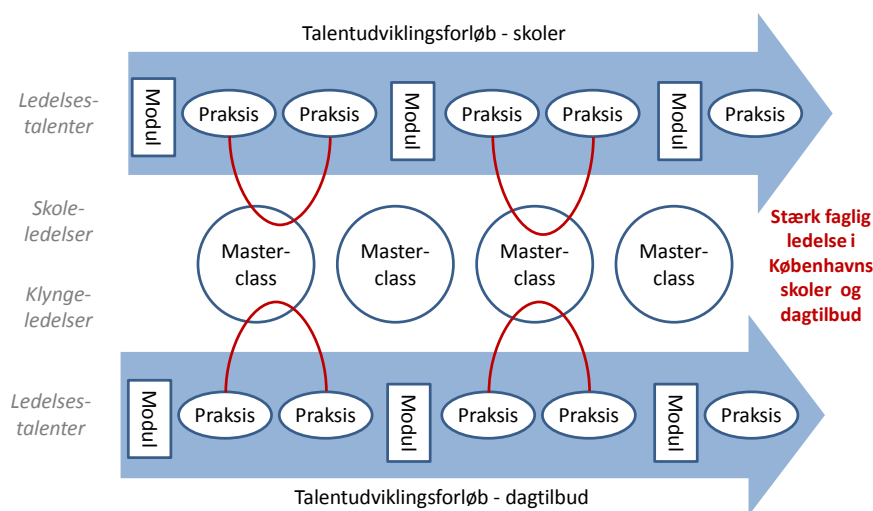 Talentudviklingsforløb - skoler
Ledelses-
talenter
Modul
Praksis
Praksis
Modul
Praksis
Praksis
Modul
Praksis
Skole-
ledelser
Klynge-
ledelser
Master-
class
Master-
class
Master-
class
Master-
class
Stærk faglig
ledelse i
Københavns
skoler og
dagtilbud
Ledelses-
talenter
Modul
Praksis
Praksis
Modul
Praksis
Praksis
Modul
Praksis
Talentudviklingsforløb - dagtilbud